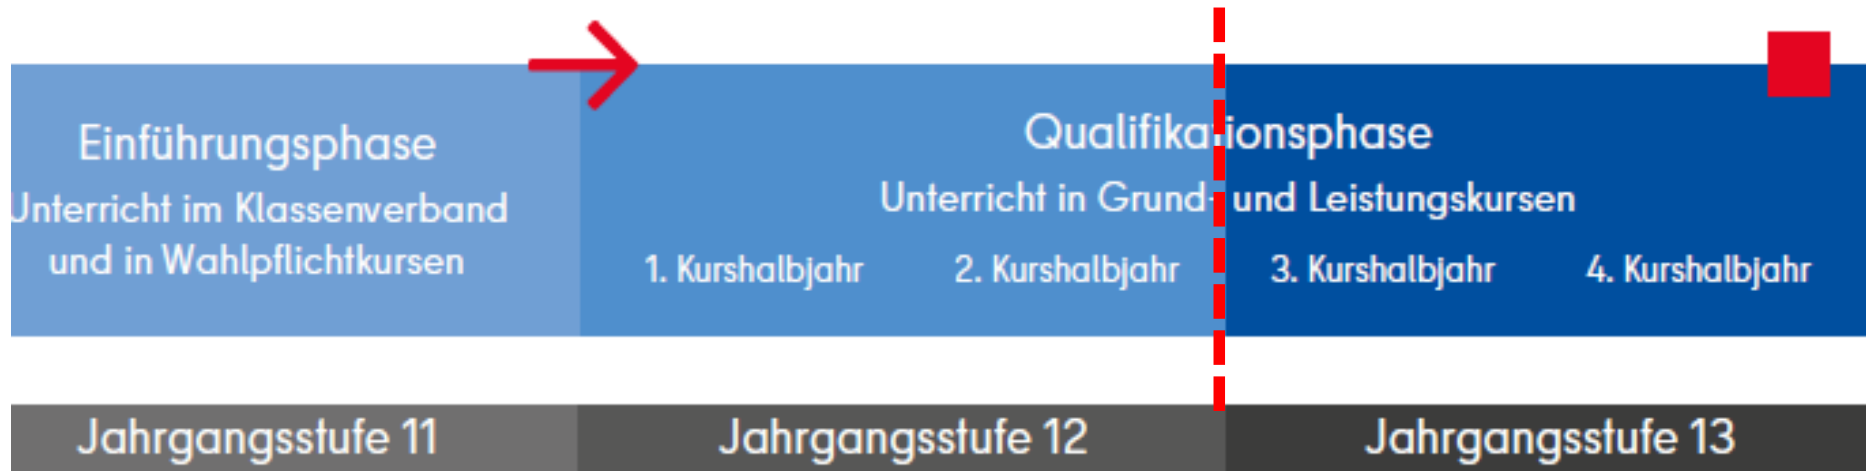 Einführungsphase
Unterricht im Klassenverband
und in Wahlpflichtkursen
Qualifikationsphase
Unterricht in Grund- und Leistungskursen
1. Kurshalbjahr 2. Kurshalbjahr 3. Kurshalbjahr 4. Kurshalbjahr
Jahrgangsstufe 11 Jahrgangsstufe 12 Jahrgangsstufe 13